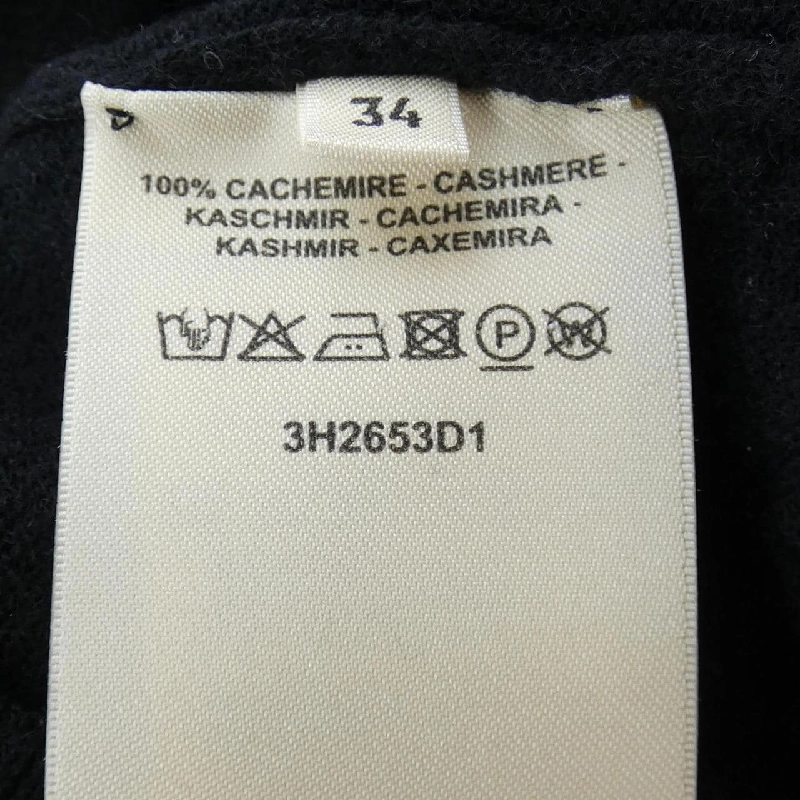 34
100% CACHEMIRE - CASHMERE -
KASCHMIR - CACHEMIRA -
KASHMIR - CAXEMIRA
P W
3H2653D1